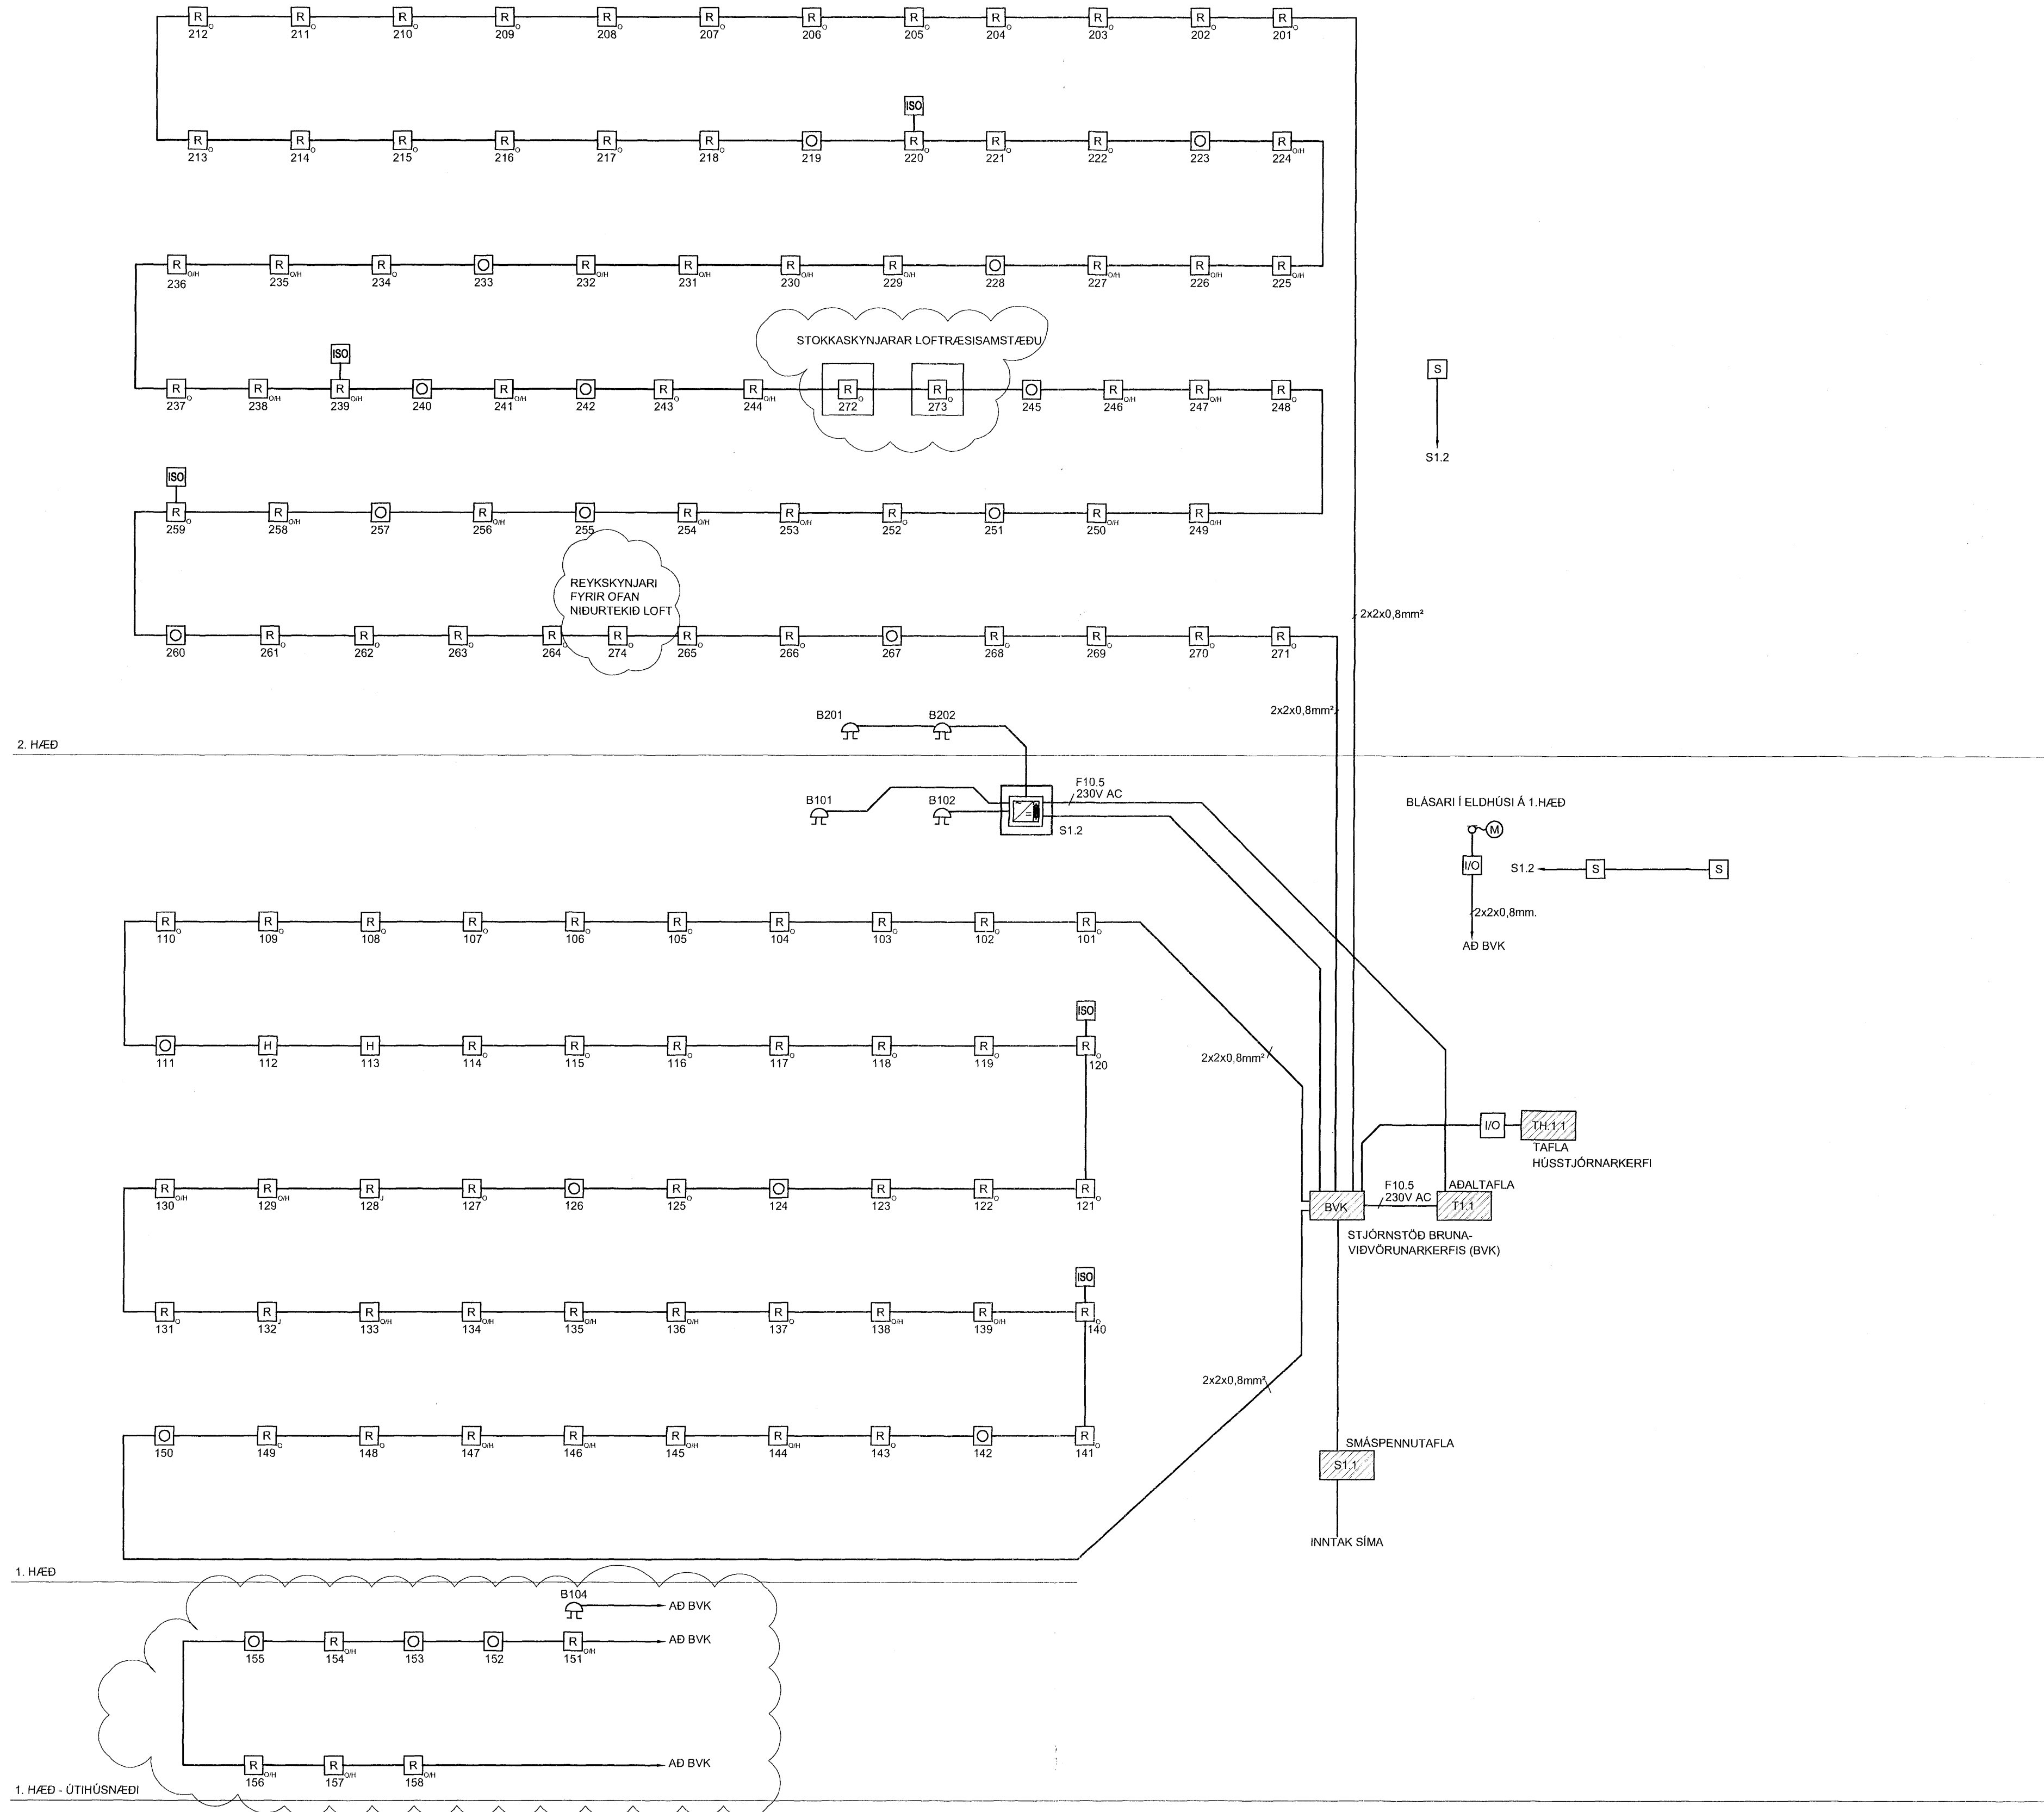 R O R O R O R O R O R O R O R O R O R O R O R O
212 211 210 209 208 207 206 205 204 203 202 201
ISO
R O R O R O R O R O R O R O R O R O R O/H
213 214 215 216 217 218 219 220 221 222 223 224
R O/H R O/H R O R O/H R O/H R O/H R O/H R O/H R O/H R O/H
236 235 234 233 232 231 230 229 228 227 226 225
STOKKASKYNJARAR LOFTRÆSISAMSTÆÐU
ISO
S
R O R O/H R O/H R O/H R O R O/H R O R O R O/H R O/H R O
237 238 239 240 241 242 243 244 272 273 245 246 247 248
S1.2
ISO
R O R O/H R O/H R O/H R O/H R O R O/H R O/H
259 258 257 256 255 254 253 252 251 250 249
REYKSKYNJARI
FYRIR OFAN
NIÐURTEKIÐ LOFT
2x2x0,8mm²
R O R O R O R O R O R O R O R O R O R O R O
260 261 262 263 264 274 265 266 267 268 269 270 271
2x2x0,8mm²
B201 B202
2. HÆÐ
F10.5
230V AC
B101 B102
S1.2
BLÁSARI Í ELDHÚSI Á 1.HÆÐ
M
I/O
S1.2 S S
2x2x0,8mm.
AÐ BVK
R O R O R O R O R O R O R O R O R O R O
110 109 108 107 106 105 104 103 102 101
ISO
H H R O R O R O R O R O R O R O
111 112 113 114 115 116 117 118 119 120
2x2x0,8mm²
I/O TH.1.1
TAFLA
HÚSSTJÓRNARKERFI
R O/H R O/H R J R O R O R O R O R O
130 129 128 127 126 125 124 123 122 121
F10.5
230V AC
AÐALTAFLA
BVK T1.1
STJÓRNSTÖÐ BRUNA-
VIÐVÖRUNARKERFIS (BVK)
ISO
R O R J R O/H R O/H R O/H R O/H R O R O/H R O/H R O
131 132 133 134 135 136 137 138 139 140
2x2x0,8mm²
R O R O R O/H R O/H R O/H R O/H R O R O
150 149 148 147 146 145 144 143 142 141
SMÁSPENNUTAFLA
S1.1
INNTAK SÍMA
1. HÆÐ
B104
AÐ BVK
R O/H R O/H AÐ BVK
155 154 153 152 151
R O/H R O/H R O/H AÐ BVK
156 157 158
1. HÆÐ - ÚTIHÚSNÆÐI